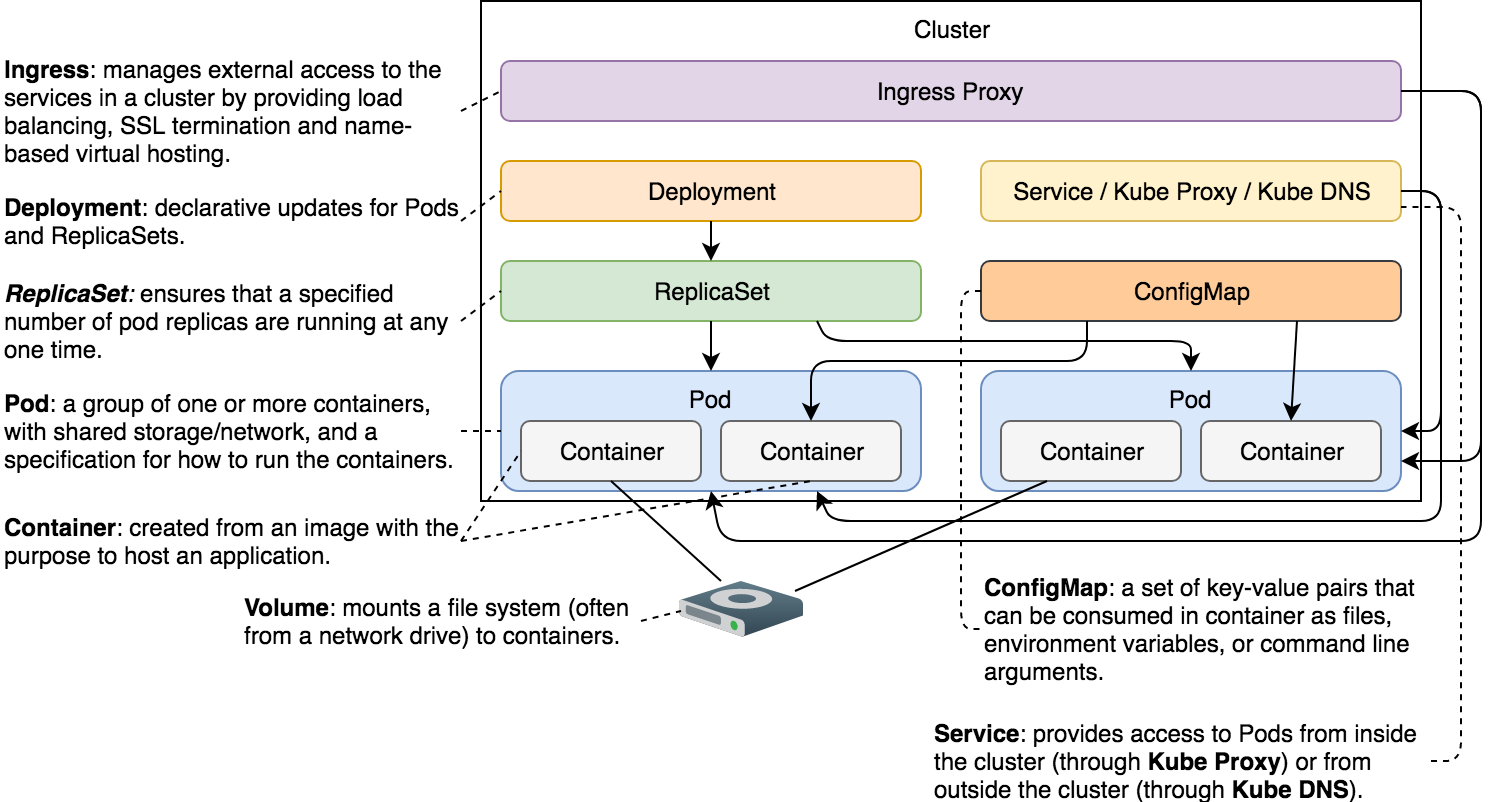 Cluster
Ingress: manages external access to the
services in a cluster by providing load
balancing, SSL termination and name-
based virtual hosting.
Ingress Proxy
Deployment: declarative updates for Pods
and ReplicaSets.
Deployment
Service / Kube Proxy / Kube DNS
ReplicaSet: ensures that a specified
number of pod replicas are running at any
one time.
ReplicaSet
ConfigMap
Pod: a group of one or more containers,
with shared storage/network, and a
specification for how to run the containers.
Pod
Container
Container
Pod
Container
Container
Container: created from an image with the
purpose to host an application.
Volume: mounts a file system (often
from a network drive) to containers.
ConfigMap: a set of key-value pairs that
can be consumed in container as files,
environment variables, or command line
arguments.
Service: provides access to Pods from inside
the cluster (through Kube Proxy) or from
outside the cluster (through Kube DNS).